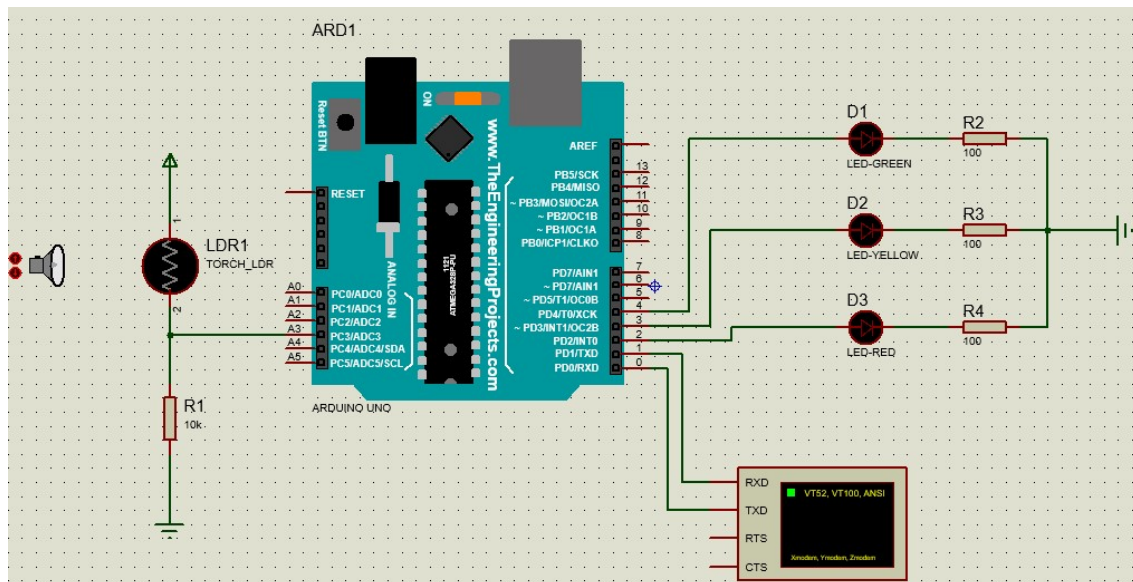 ARD1
Reset BTN
ON
www.TheEngineeringProjects.com
RESET
AREF
PB5/SCK 13
PB4/MISO 12
~ PB3/MOSI/OC2A 11
~ PB2/OC1B 10
~ PB1/OC1A 9
PB0/ICP1/CLKO 8
PD7/AIN1 7
~ PD7/AIN1 6
~ PD5/T1/OC0B 5
PD4/T0/XCK 4
~ PD3/INT1/OC2B 3
PD2/INT0 2
PD1/TXD 1
PD0/RXD 0
ANALOG IN
ATMEGA328P-PU
1121
A0 PC0/ADC0
A1 PC1/ADC1
A2 PC2/ADC2
A3 PC3/ADC3
A4 PC4/ADC4/SDA
A5 PC5/ADC5/SCL
ARDUINO UNO
1
LDR1
TORCH_LDR
2
R1
10k
D1
LED-GREEN
R2
100
D2
LED-YELLOW
R3
100
D3
LED-RED
R4
100
RXD
TXD
RTS
CTS
VT52, VT100, ANSI
Xmodem, Ymodem, Zmodem